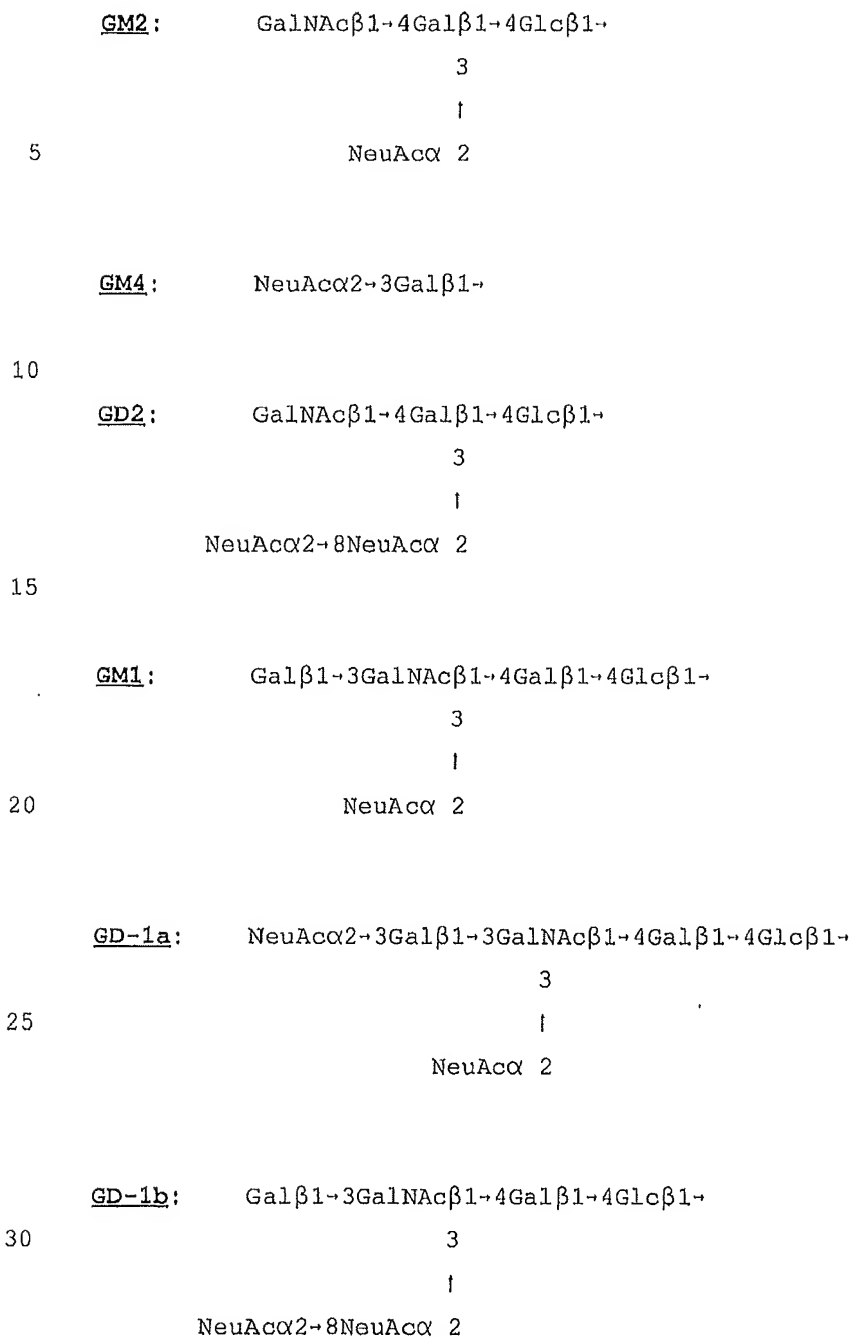 GM2: GalNAcβ1→4Galβ1→4Glcβ1→
3
↑
5 NeuAcα 2
GM4: NeuAcα2→3Galβ1→
10
GD2: GalNAcβ1→4Galβ1→4Glcβ1→
3
↑
NeuAcα2→8NeuAcα 2
15
GM1: Galβ1→3GalNAcβ1→4Galβ1→4Glcβ1→
3
↑
20 NeuAcα 2
GD-1a: NeuAcα2→3Galβ1→3GalNAcβ1→4Galβ1→4Glcβ1→
3
25 ↑
NeuAcα 2
GD-1b: Galβ1→3GalNAcβ1→4Galβ1→4Glcβ1→
30 3
↑
NeuAcα2→8NeuAcα 2